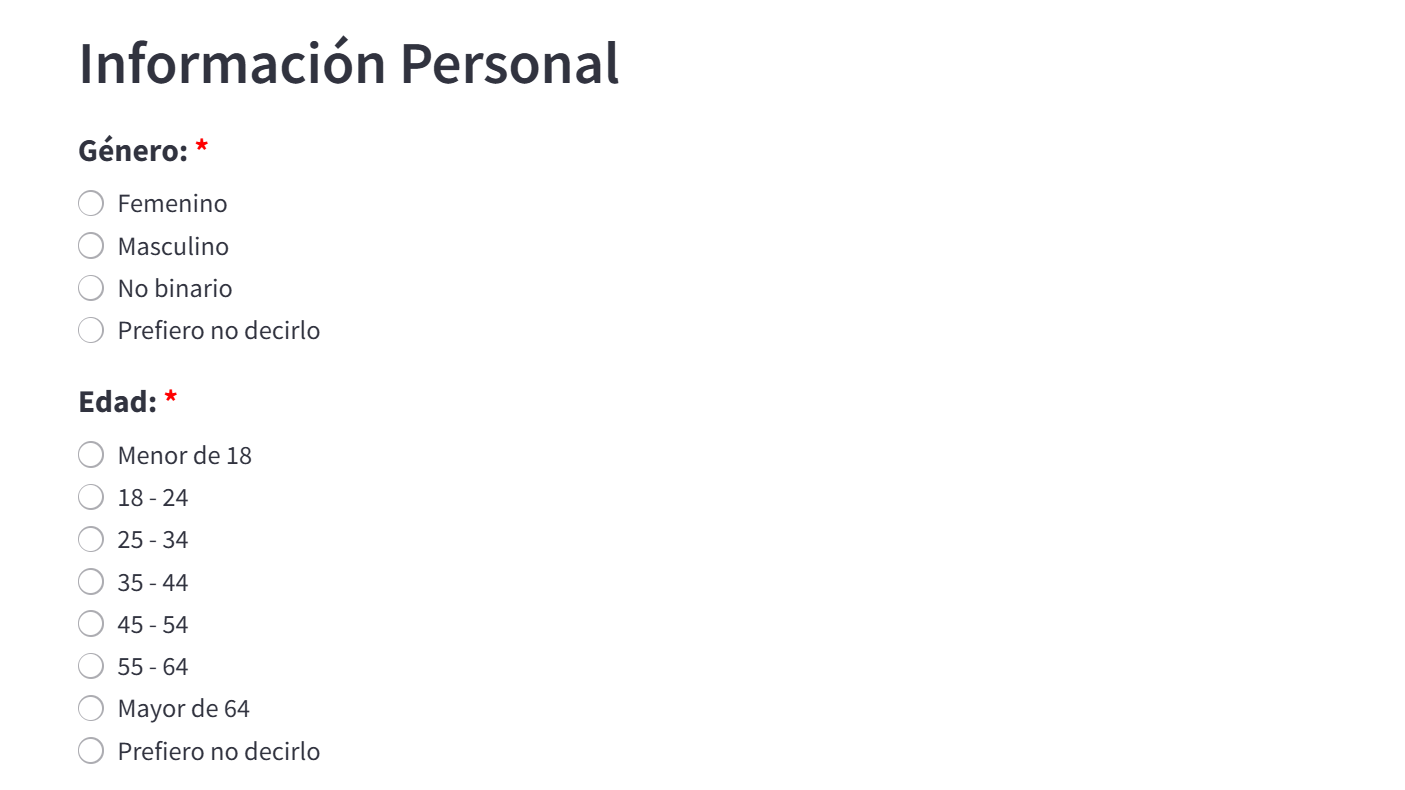 Información Personal
Género: *
Femenino
Masculino
No binario
Prefiero no decirlo
Edad: *
Menor de 18
18 - 24
25 - 34
35 - 44
45 - 54
55 - 64
Mayor de 64
Prefiero no decirlo